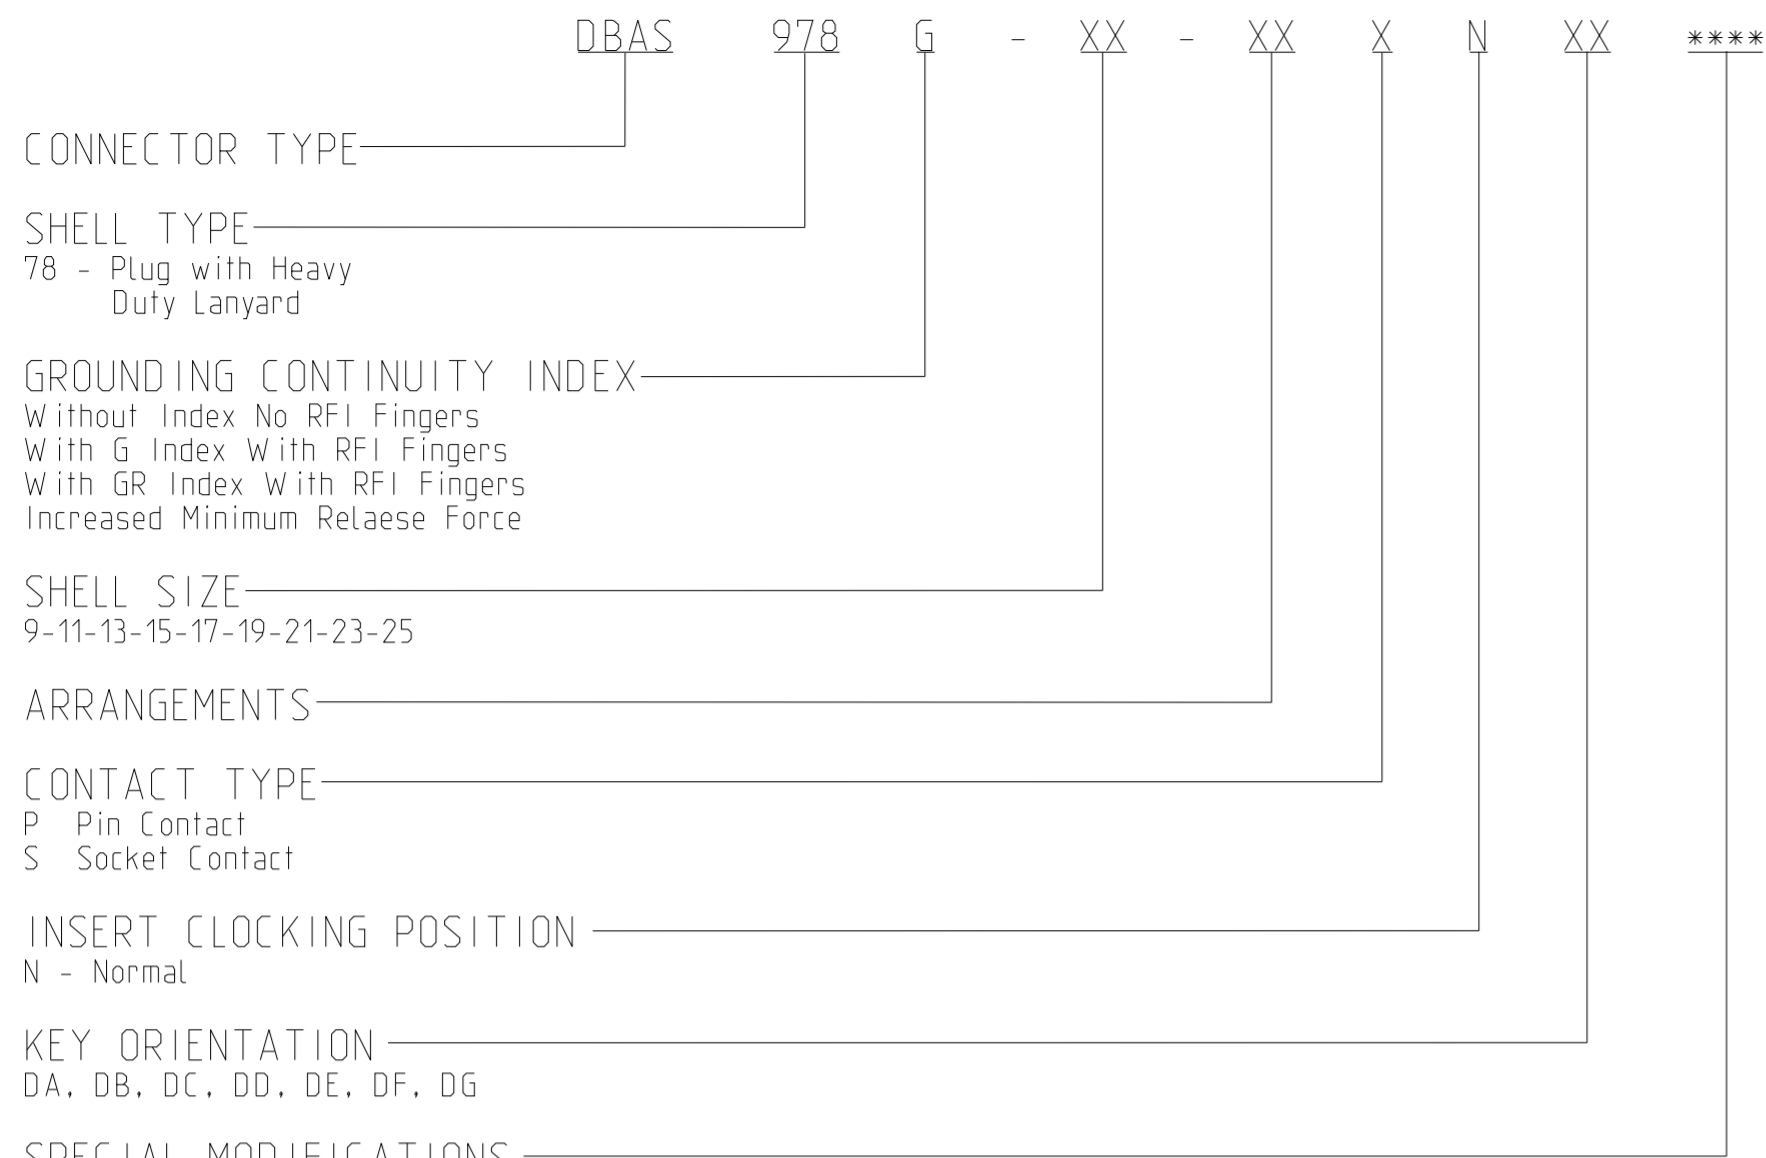 DBAS 978 G - XX - XX X N XX ****
CONNECTOR TYPE
SHELL TYPE
78 - Plug with Heavy
Duty Lanyard
GROUNDING CONTINUITY INDEX
Without Index No RFI Fingers
With G Index With RFI Fingers
With GR Index With RFI Fingers
Increased Minimum Relaese Force
SHELL SIZE
9-11-13-15-17-19-21-23-25
ARRANGEMENTS
CONTACT TYPE
P Pin Contact
S Socket Contact
INSERT CLOCKING POSITION
N - Normal
KEY ORIENTATION
DA, DB, DC, DD, DE, DF, DG
SPECIAL MODIFICATIONS